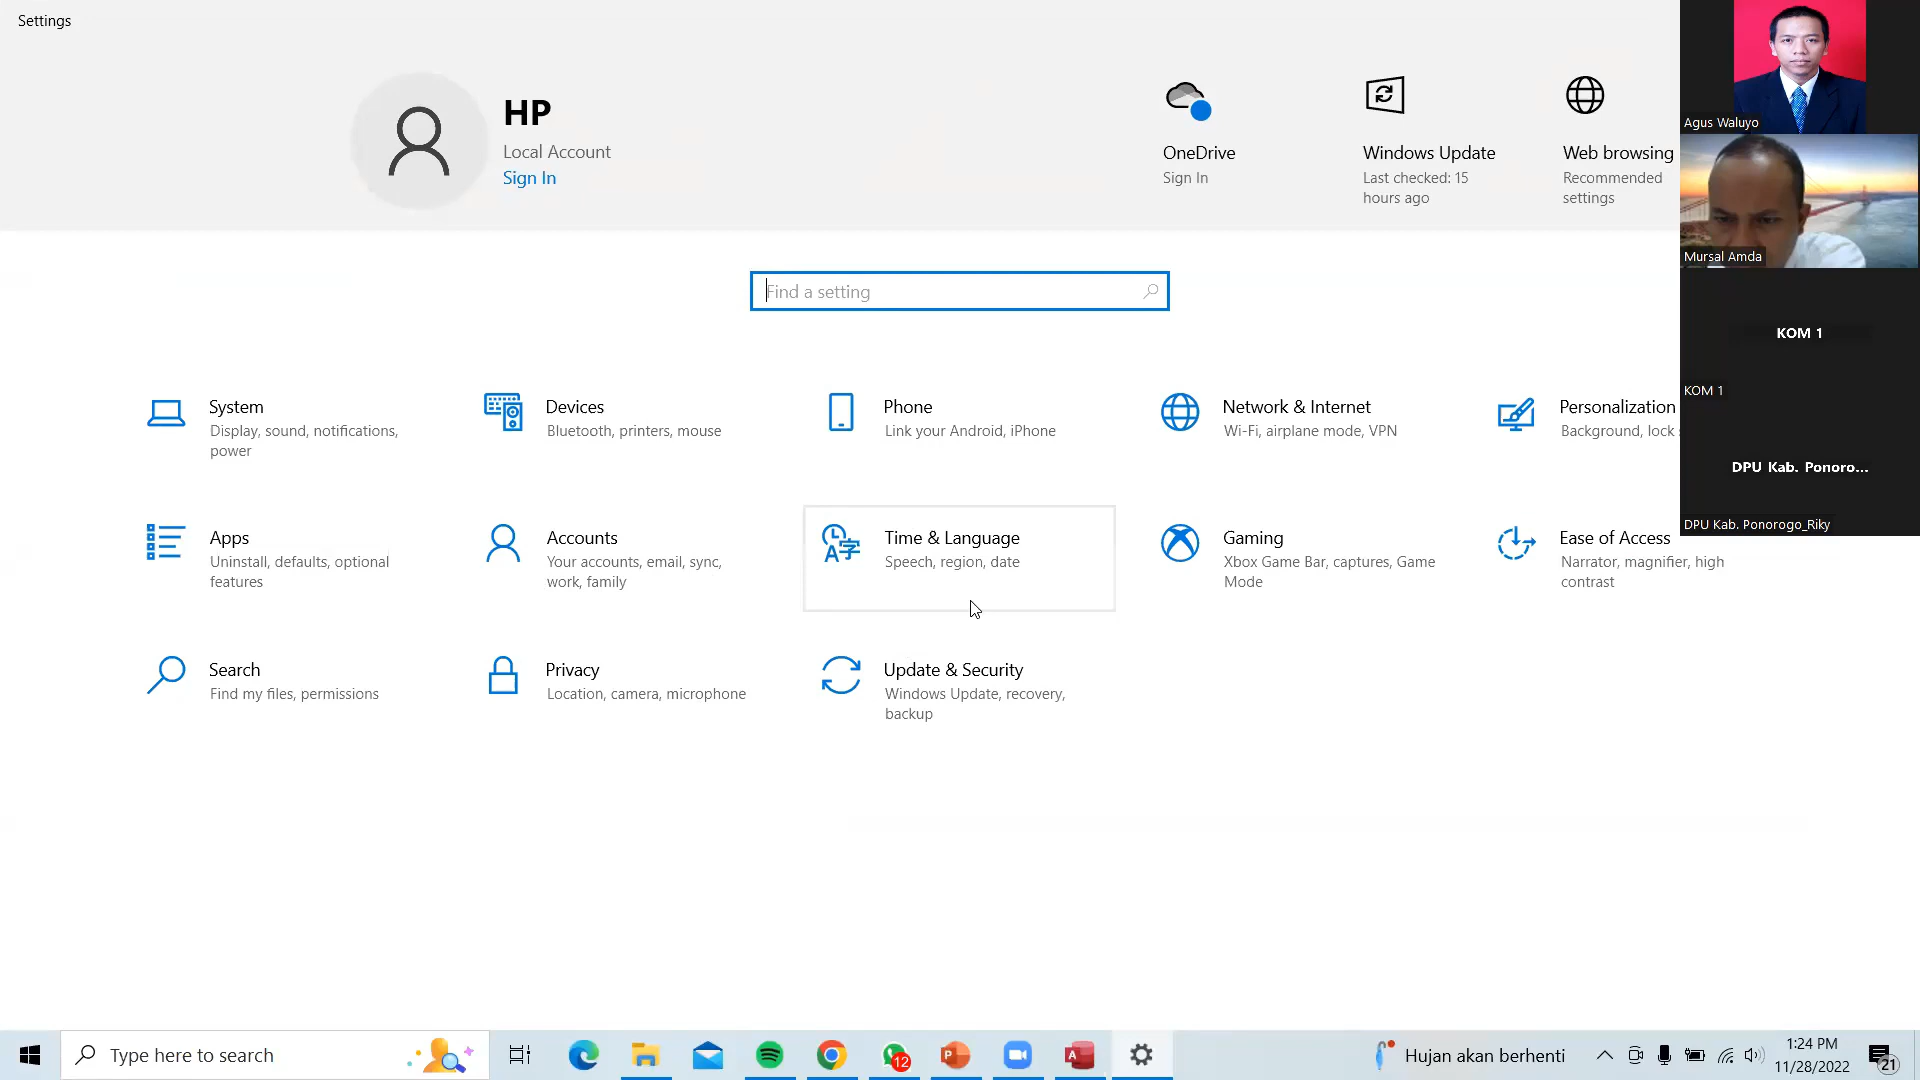 Settings
HP
Local Account
Sign In
OneDrive
Sign In
Windows Update
Last checked: 15
hours ago
Web browsing
Recommended
settings
Agus Waluyo
Mursal Amda
KOM 1
KOM 1
DPU Kab. Ponoro...
DPU Kab. Ponorogo_Riky
Find a setting
System
Display, sound, notifications,
power
Devices
Bluetooth, printers, mouse
Phone
Link your Android, iPhone
Network & Internet
Wi-Fi, airplane mode, VPN
Personalization
Background, lock
Apps
Uninstall, defaults, optional
features
Accounts
Your accounts, email, sync,
work, family
Time & Language
Speech, region, date
Gaming
Xbox Game Bar, captures, Game
Mode
Ease of Access
Narrator, magnifier, high
contrast
Search
Find my files, permissions
Privacy
Location, camera, microphone
Update & Security
Windows Update, recovery,
backup
Type here to search
12
Hujan akan berhenti
1:24 PM
11/28/2022
21